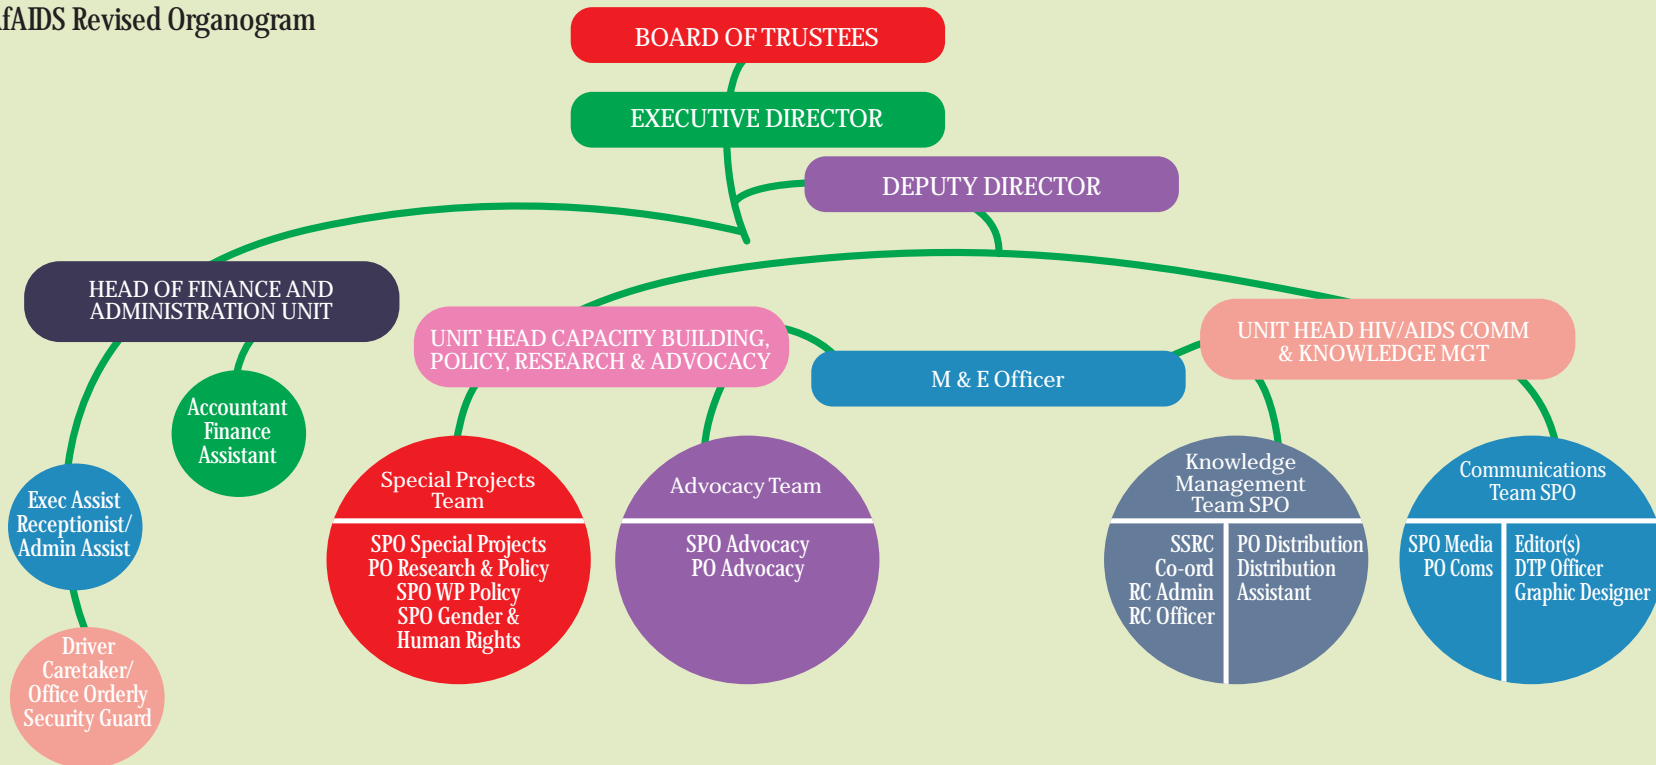 fAIDS Revised Organogram
BOARD OF TRUSTEES
EXECUTIVE DIRECTOR
DEPUTY DIRECTOR
HEAD OF FINANCE AND
ADMINISTRATION UNIT
UNIT HEAD CAPACITY BUILDING,
POLICY, RESEARCH & ADVOCACY
M & E Officer
UNIT HEAD HIV/AIDS COMM
& KNOWLEDGE MGT
Accountant
Finance
Assistant
Exec Assist
Receptionist/
Admin Assist
Driver
Caretaker/
Office Orderly
Security Guard
Special Projects
Team
SPO Special Projects
PO Research & Policy
SPO WP Policy
SPO Gender &
Human Rights
Advocacy Team
SPO Advocacy
PO Advocacy
Knowledge
Management
Team SPO
SSRC
Co-ord
RC Admin
RC Officer
PO Distribution
Distribution
Assistant
Communications
Team SPO
SPO Media
PO Coms
Editor(s)
DTP Officer
Graphic Designer